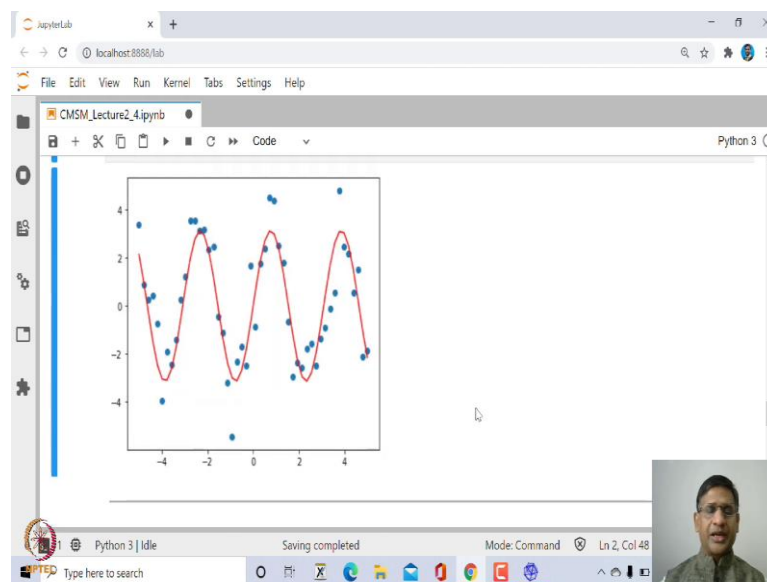 JupyterLab
localhost:8888/lab
File Edit View Run Kernel Tabs Settings Help
CMSM_Lecture2_4.ipynb
Code
Python 3
4
2
0
−2
−4
−4 −2 0 2 4
1 Python 3 | Idle Saving completed Mode: Command Ln 2, Col 48
NPTEL
Type here to search